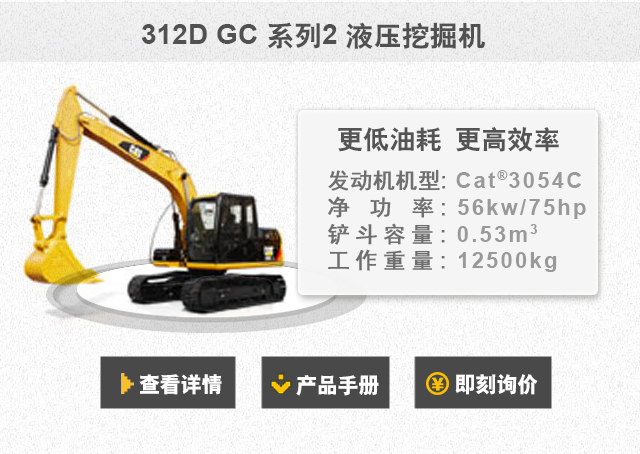 312D GC 系列2 液压挖掘机
CAT
更低油耗 更高效率
发动机机型: Cat®3054C
净 功 率: 56kw/75hp
铲斗容量: 0.53m³
工作重量: 12500kg
查看详情
产品手册
即刻询价